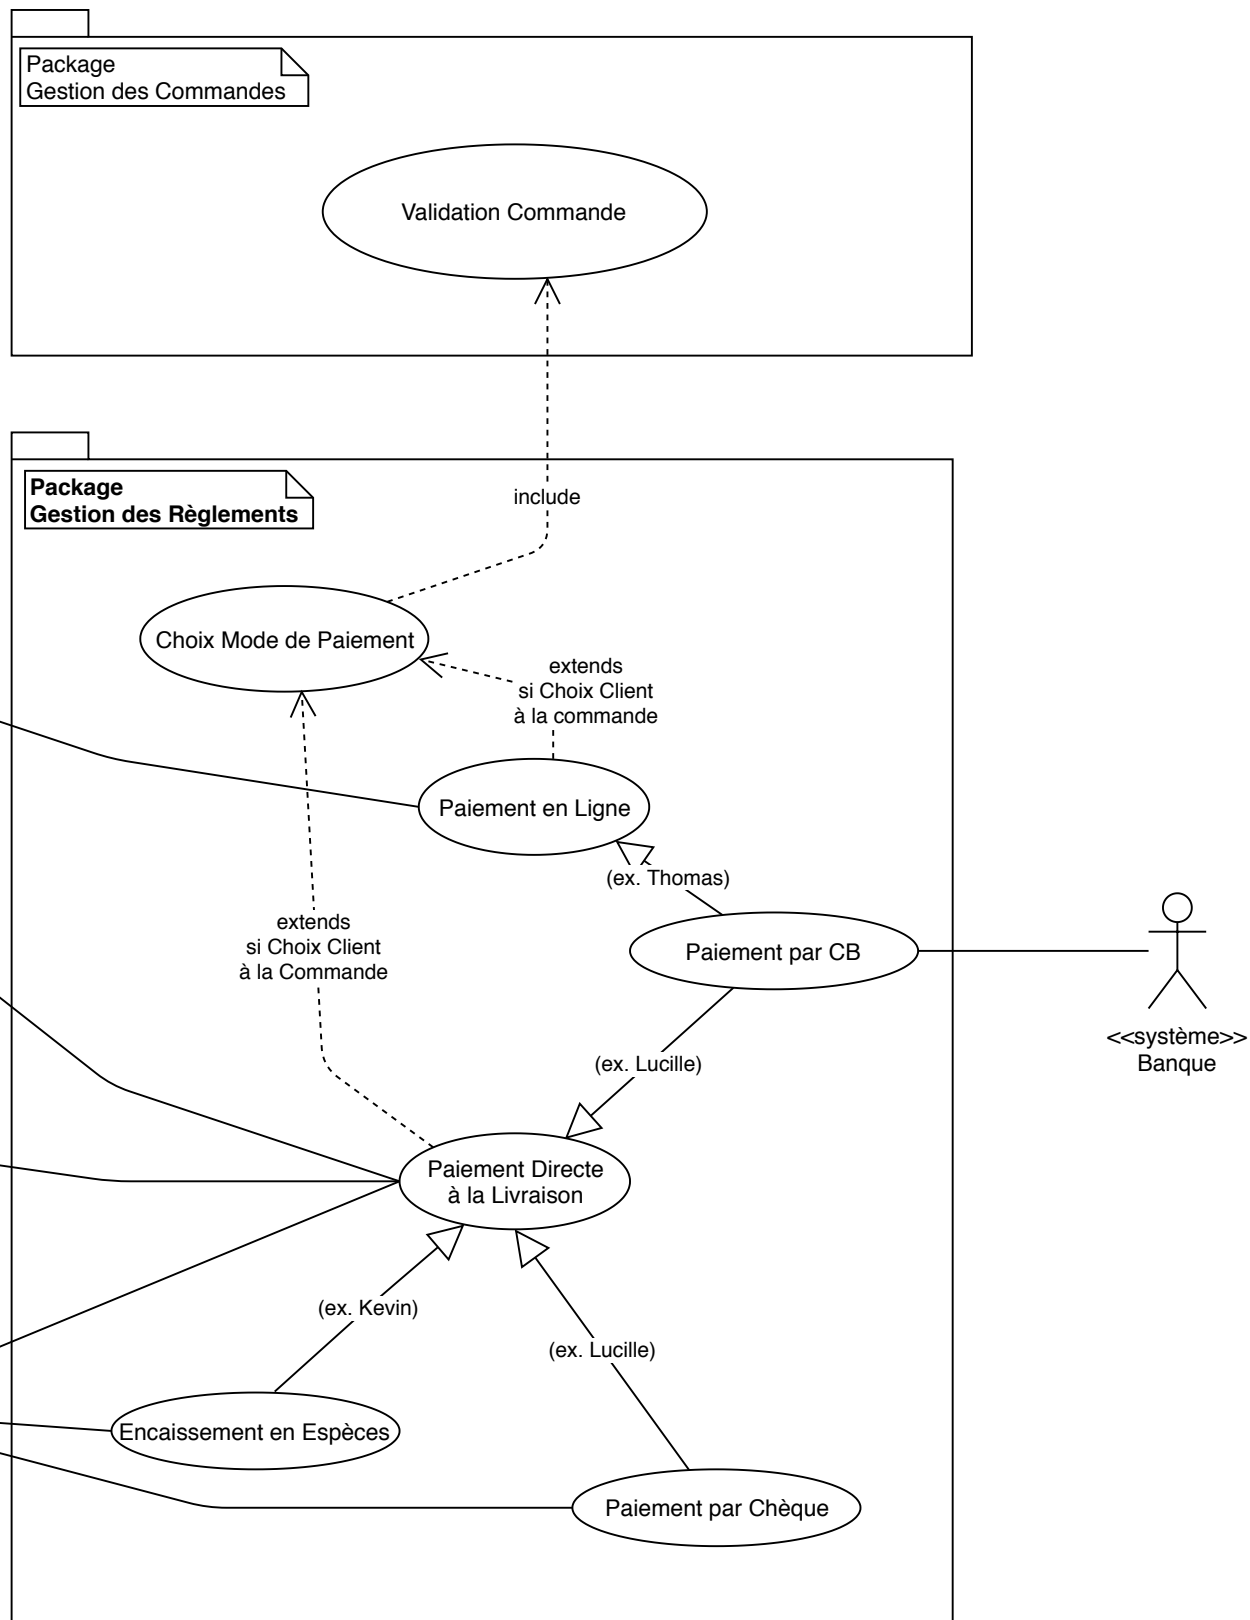 Package
Gestion des Commandes
Validation Commande
include
Package
Gestion des Règlements
Choix Mode de Paiement
extends
si Choix Client
à la commande
Paiement en Ligne
(ex. Thomas)
extends
si Choix Client
à la Commande
Paiement par CB
<<système>>
Banque
(ex. Lucille)
Paiement Directe
à la Livraison
(ex. Kevin)
(ex. Lucille)
Encaissement en Espèces
Paiement par Chèque